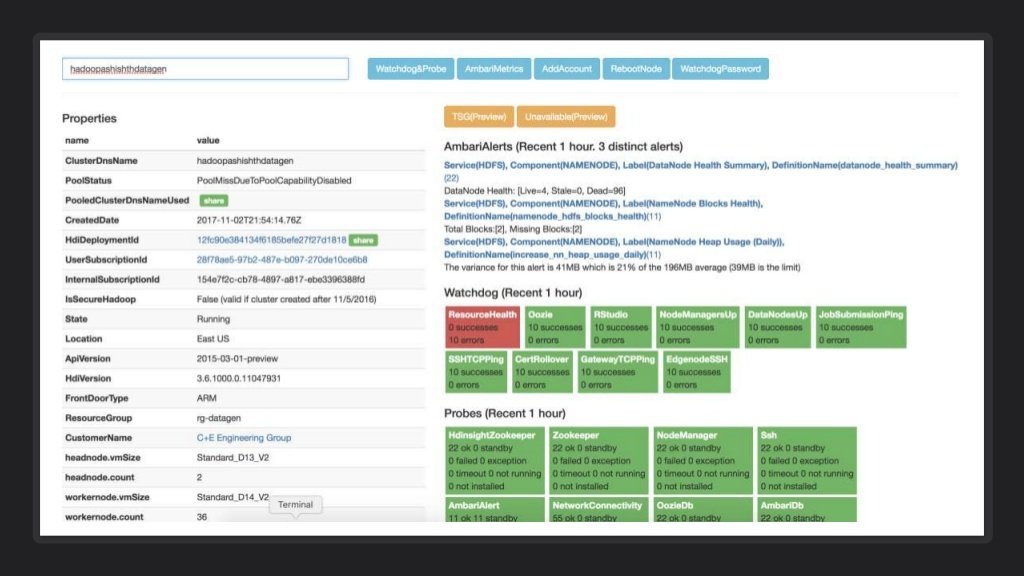 hadoopashishthdatagen
Watchdog&Probe AmbariMetrics AddAccount RebootNode WatchdogPassword
Properties
name value
ClusterDnsName hadoopashishthdatagen
PoolStatus PoolMissDueToPoolCapabilityDisabled
PooledClusterDnsNameUsed share
CreatedDate 2017-11-02T21:54:14.76Z
HdiDeploymentId 12fc90e384134f6185befe27f27d1818 share
UserSubscriptionId 28f78ae5-97b2-487e-b097-270de10ce6b8
InternalSubscriptionId 154e7f2c-cb78-4897-a817-ebe3396388fd
IsSecureHadoop False (valid if cluster created after 11/5/2016)
State Running
Location East US
ApiVersion 2015-03-01-preview
HdiVersion 3.6.1000.0.11047931
FrontDoorType ARM
ResourceGroup rg-datagen
CustomerName C+E Engineering Group
headnode.vmSize Standard_D13_V2
headnode.count 2
workernode.vmSize Standard_D14_V2
workernode.count 36
Terminal
TSG(Preview) Unavailable(Preview)
AmbariAlerts (Recent 1 hour. 3 distinct alerts)
Service(HDFS), Component(NAMENODE), Label(DataNode Health Summary), DefinitionName(datanode_health_summary)
(22)
DataNode Health: [Live=4, Stale=0, Dead=96]
Service(HDFS), Component(NAMENODE), Label(NameNode Blocks Health),
DefinitionName(namenode_hdfs_blocks_health)(11)
Total Blocks:[2], Missing Blocks:[2]
Service(HDFS), Component(NAMENODE), Label(NameNode Heap Usage (Daily)),
DefinitionName(increase_nn_heap_usage_daily)(11)
The variance for this alert is 41MB which is 21% of the 196MB average (39MB is the limit)
Watchdog (Recent 1 hour)
ResourceHealth Oozie RStudio NodeManagersUp DataNodesUp JobSubmissionPing
0 successes 10 successes 10 successes 10 successes 10 successes 10 successes
10 errors 0 errors 0 errors 0 errors 0 errors 0 errors
SSHTCPPing CertRollover GatewayTCPPing EdgenodeSSH
10 successes 10 successes 10 successes 10 successes
0 errors 0 errors 0 errors 0 errors
Probes (Recent 1 hour)
HdinsightZookeeper Zookeeper NodeManager Ssh
22 ok 0 standby 22 ok 0 standby 22 ok 0 standby 22 ok 0 standby
0 failed 0 exception 0 failed 0 exception 0 failed 0 exception 0 failed 0 exception
0 timeout 0 not running 0 timeout 0 not running 0 timeout 0 not running 0 timeout 0 not running
0 not installed 0 not installed 0 not installed 0 not installed
AmbariAlert NetworkConnectivity OozieDb AmbariDb
11 ok 11 standby 55 ok 0 standby 22 ok 0 standby 22 ok 0 standby